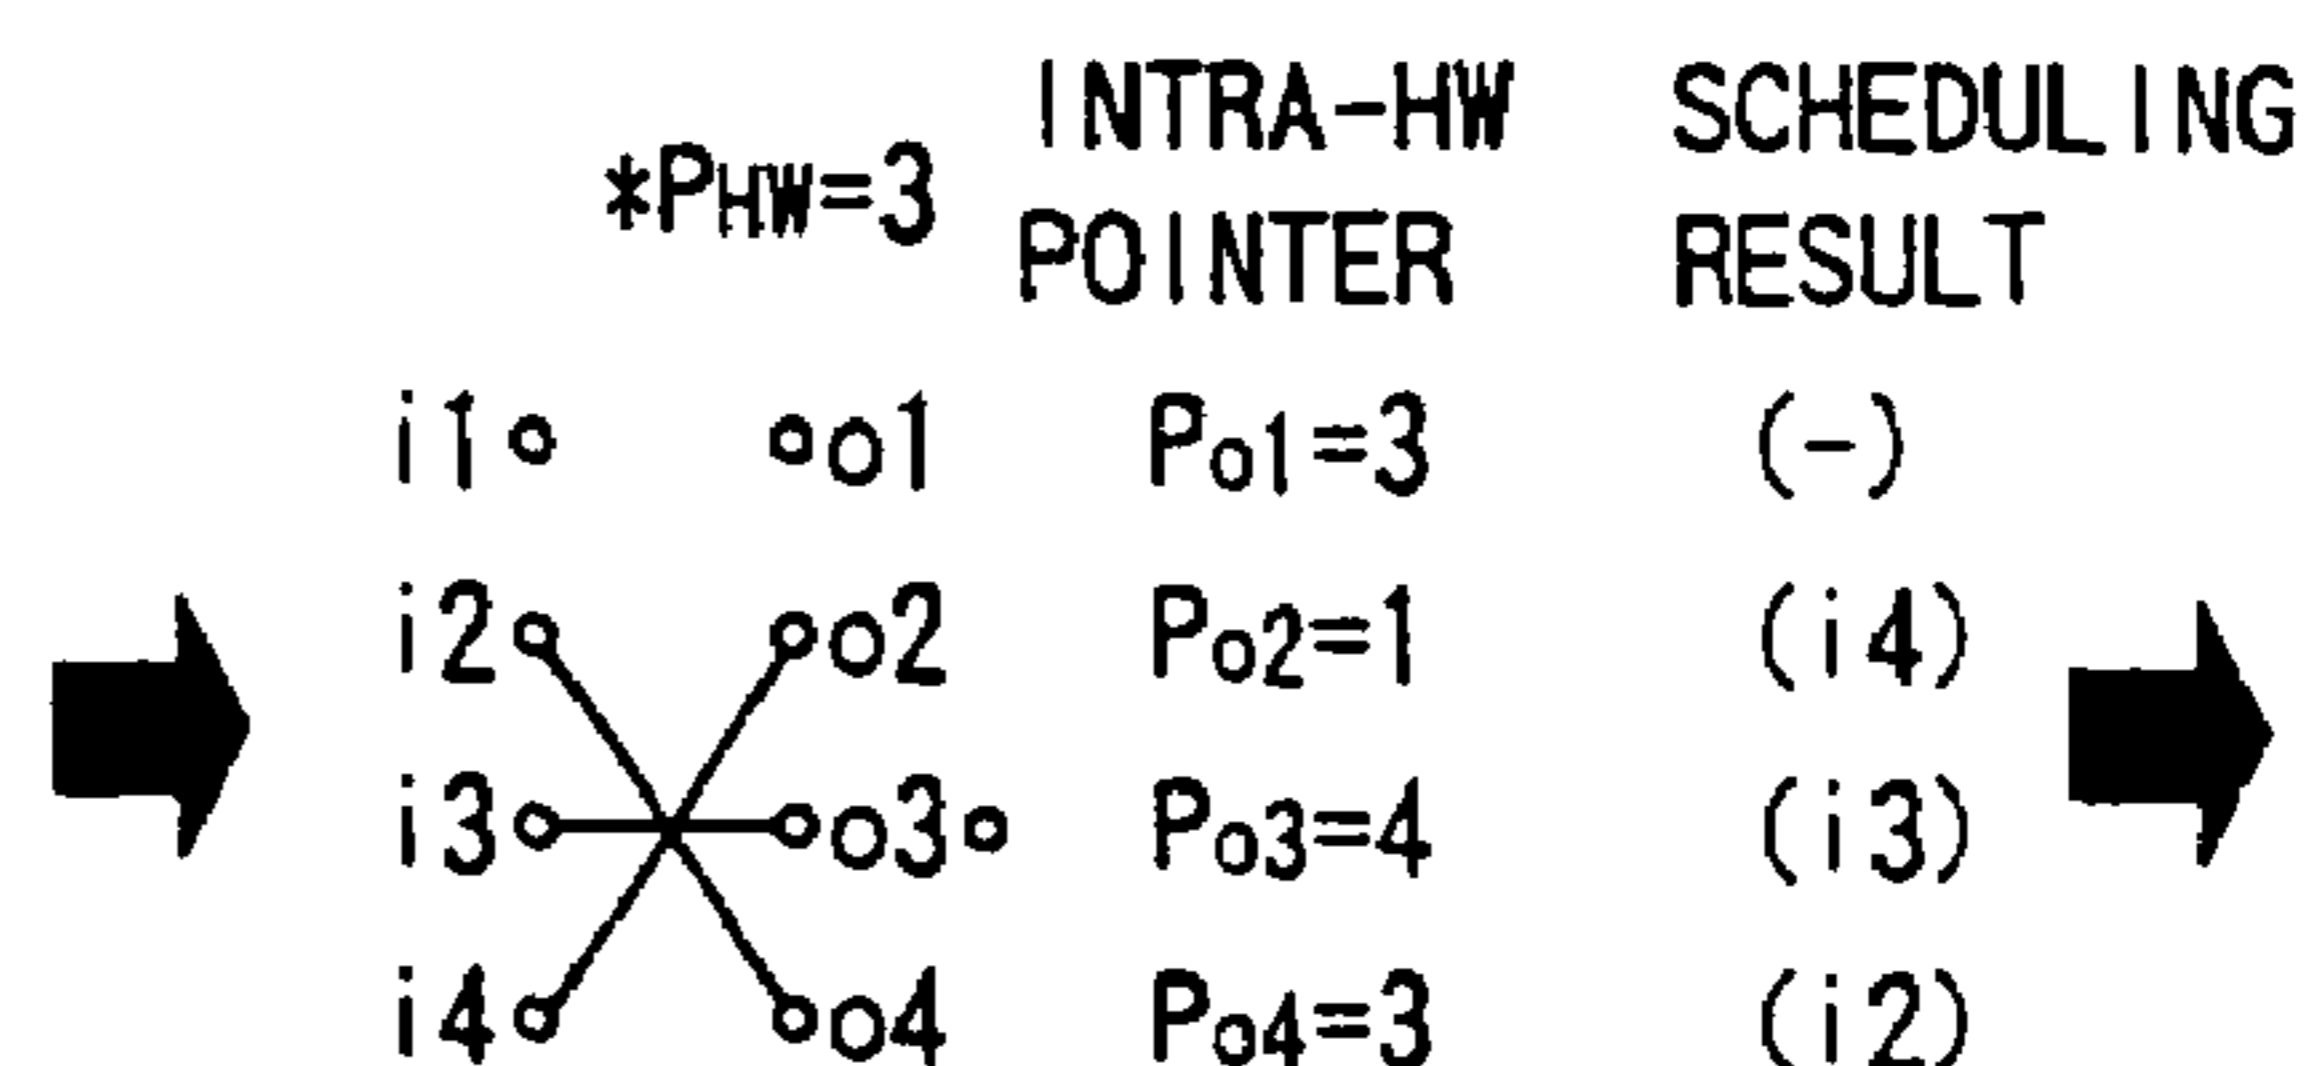 INTRA-HW SCHEDULING
*PHW=3 POINTER RESULT
i1 o1 Po1=3 (-)
i2 o2 Po2=1 (i4)
i3 o3 Po3=4 (i3)
i4 o4 Po4=3 (i2)